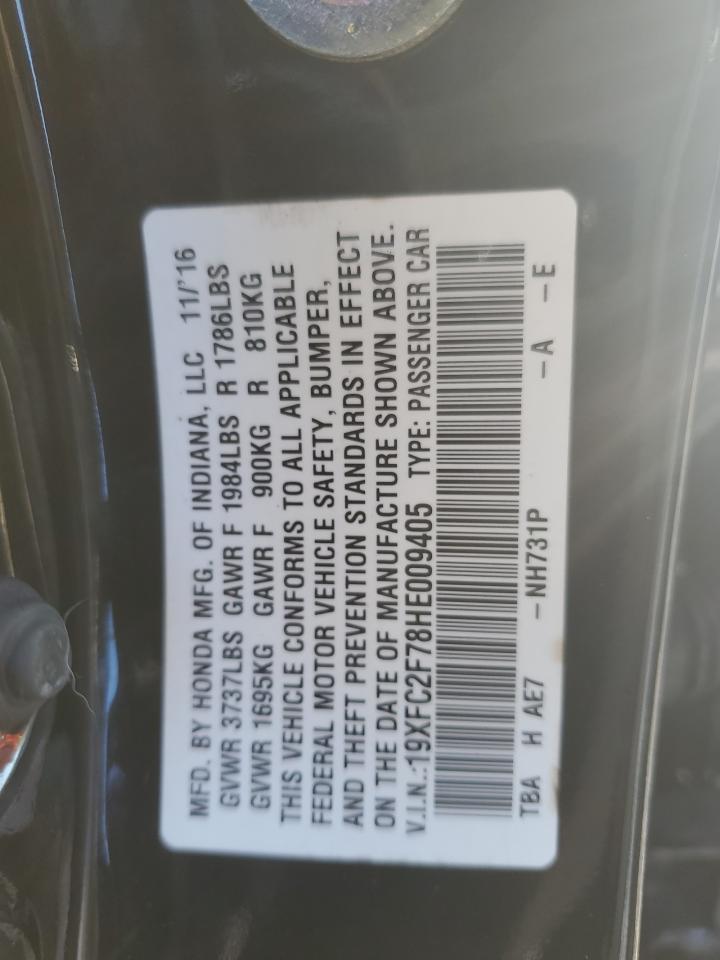 MFD. BY HONDA MFG. OF INDIANA, LLC 11/'16
GVWR 3737LBS GAWR F 1984LBS R 1786LBS
GVWR 1695KG GAWR F 900KG R 810KG
THIS VEHICLE CONFORMS TO ALL APPLICABLE
FEDERAL MOTOR VEHICLE SAFETY, BUMPER,
AND THEFT PREVENTION STANDARDS IN EFFECT
ON THE DATE OF MANUFACTURE SHOWN ABOVE.
V.I.N.:19XFC2F78HE009405 TYPE: PASSENGER CAR
TBA H AE7 -NH731P -A -E